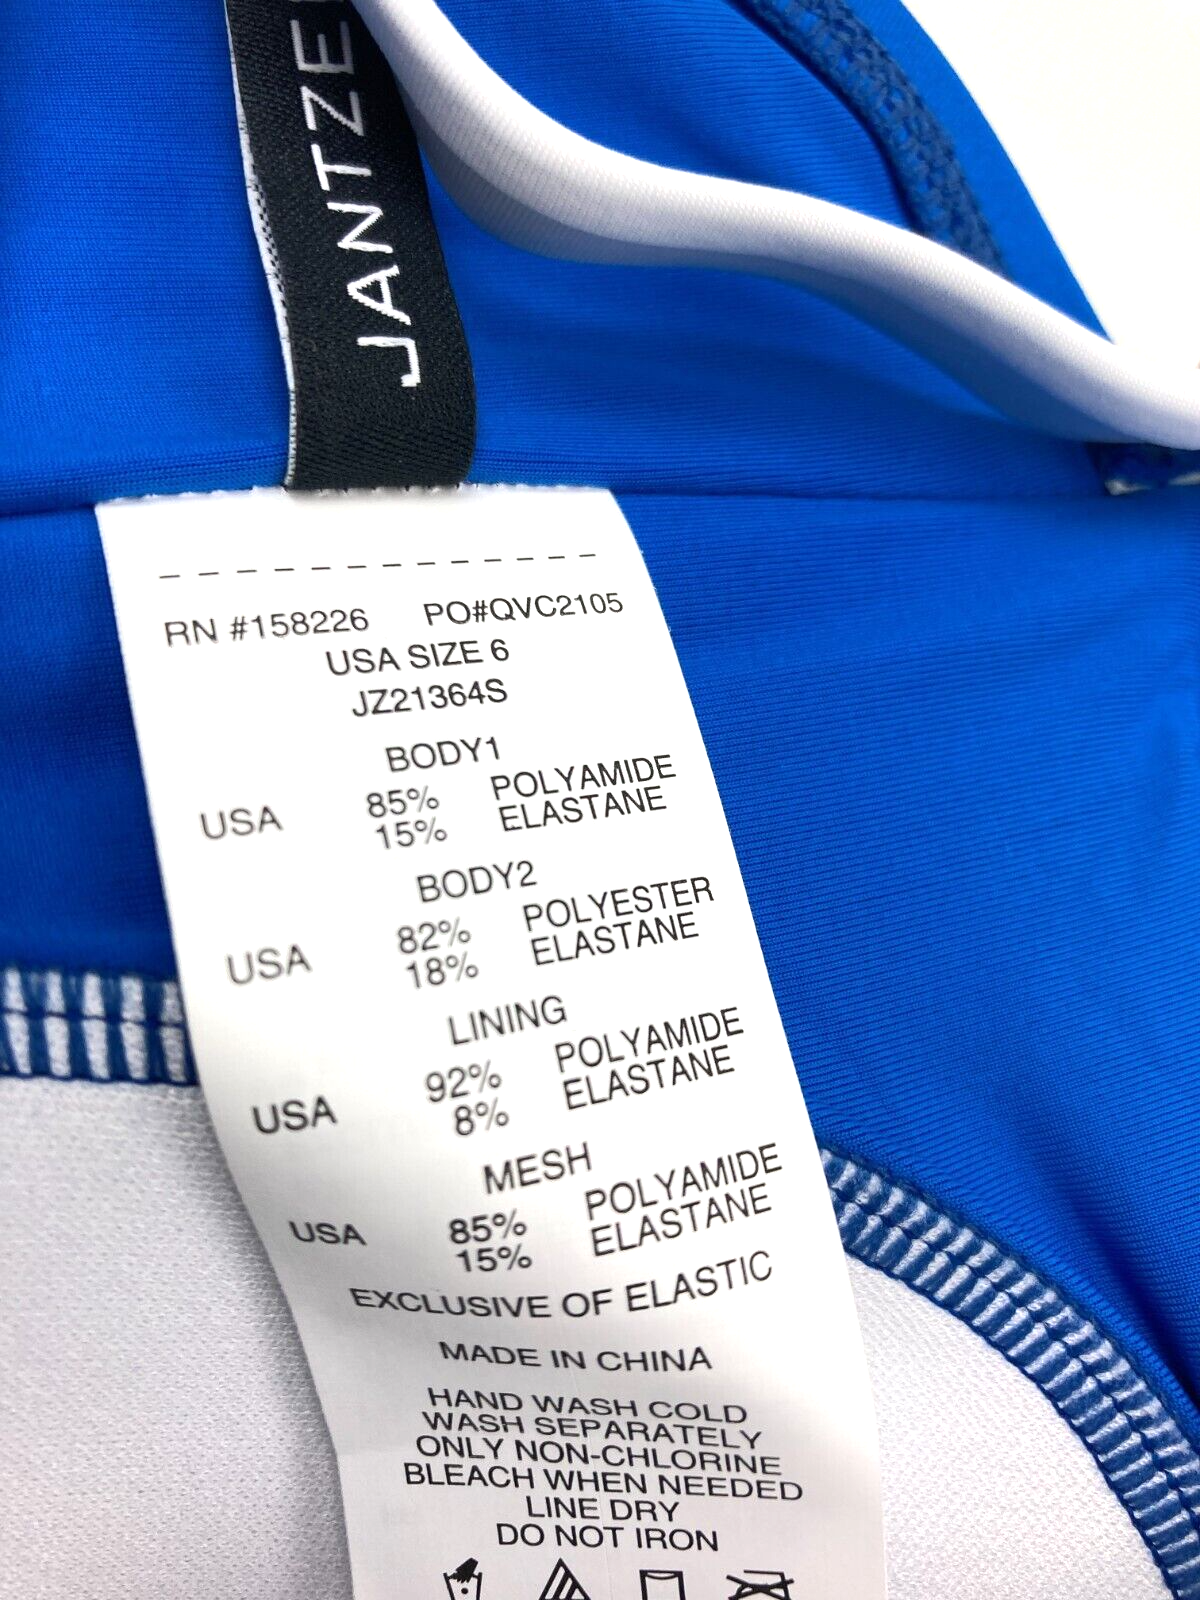 JANTZE
RN #158226 PO#QVC2105
USA SIZE 6
JZ21364S
BODY1
USA 85% POLYAMIDE
15% ELASTANE
BODY2
USA 82% POLYESTER
18% ELASTANE
LINING
USA 92% POLYAMIDE
8% ELASTANE
MESH
USA 85% POLYAMIDE
15% ELASTANE
EXCLUSIVE OF ELASTIC
MADE IN CHINA
HAND WASH COLD
WASH SEPARATELY
ONLY NON-CHLORINE
BLEACH WHEN NEEDED
LINE DRY
DO NOT IRON